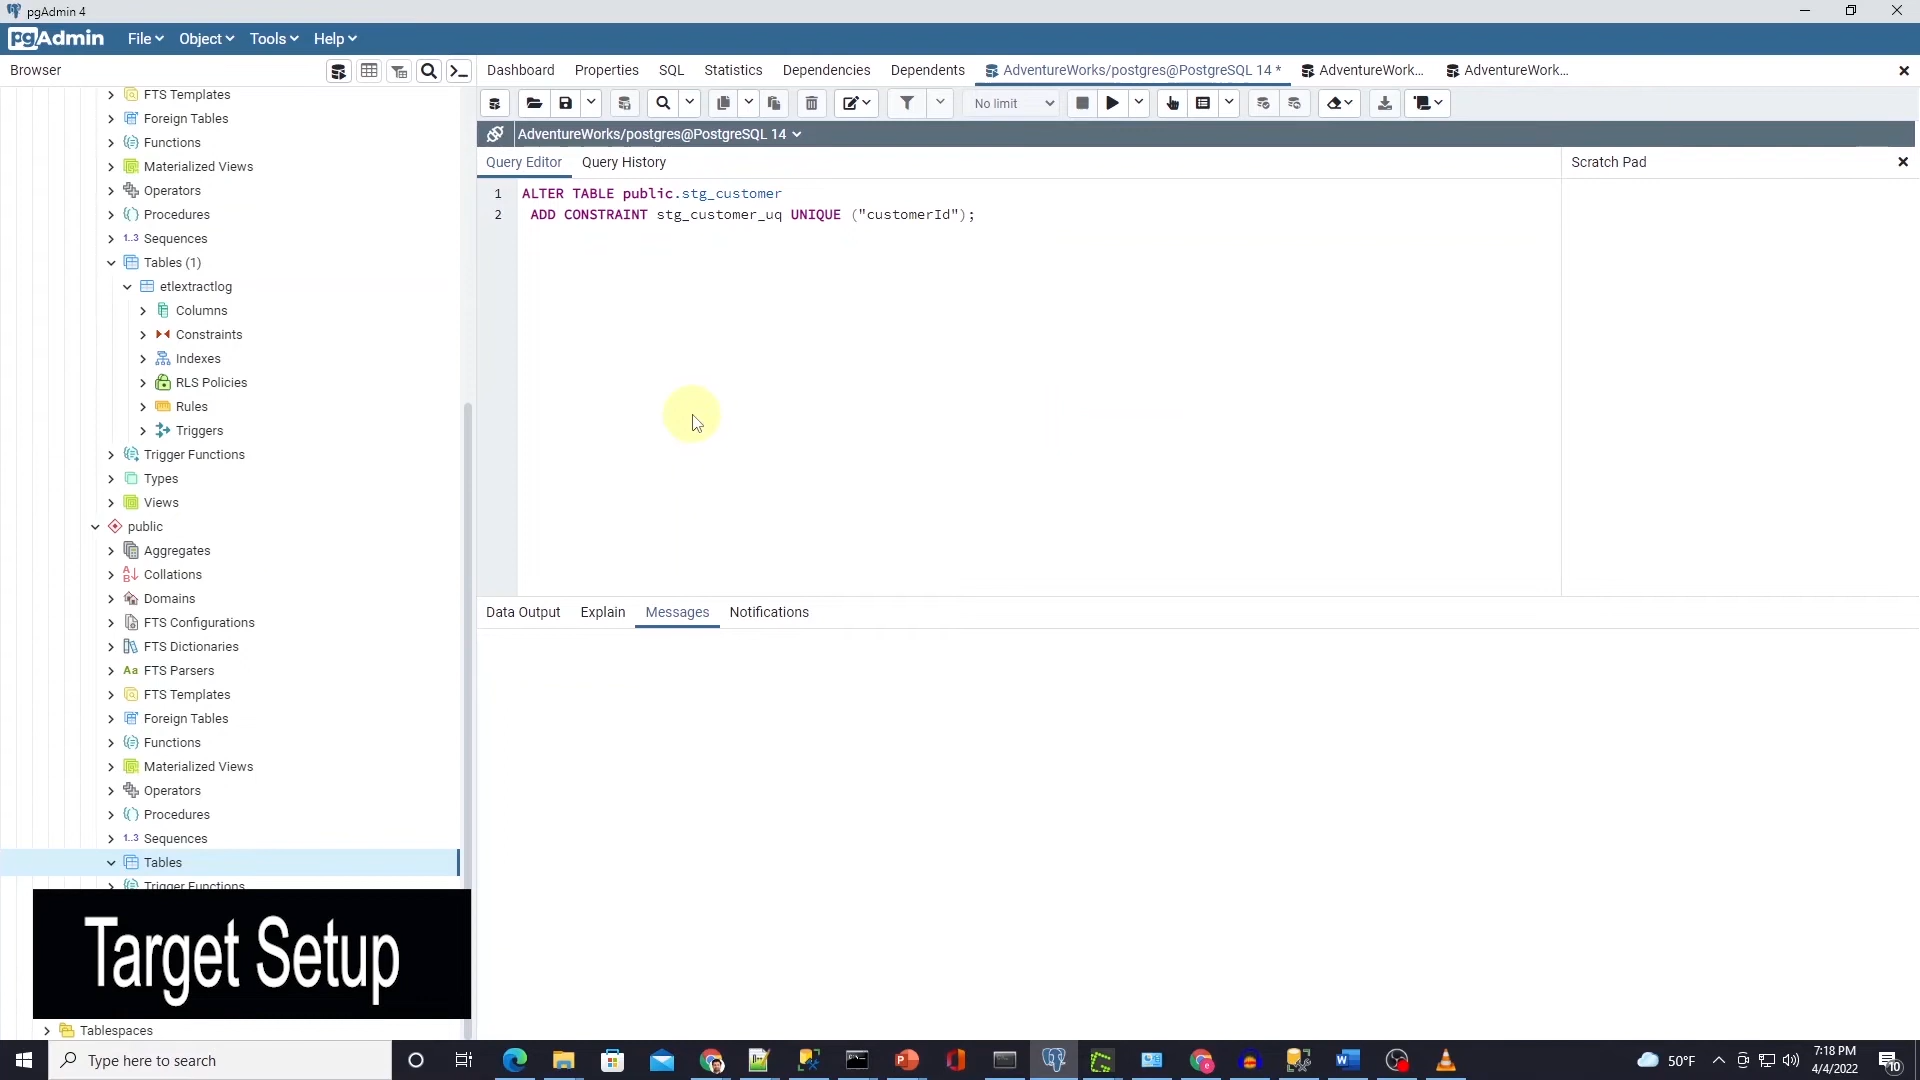 pgAdmin 4
pgAdmin
File Object Tools Help
Browser
Dashboard Properties SQL Statistics Dependencies Dependents AdventureWorks/postgres@PostgreSQL 14 * AdventureWork... AdventureWork...
No limit
AdventureWorks/postgres@PostgreSQL 14
Query Editor Query History
Scratch Pad
1 ALTER TABLE public.stg_customer
2 ADD CONSTRAINT stg_customer_uq UNIQUE ("customerId");
Data Output Explain Messages Notifications
FTS Templates
Foreign Tables
Functions
Materialized Views
Operators
Procedures
1..3 Sequences
Tables (1)
etlextractlog
Columns
Constraints
Indexes
RLS Policies
Rules
Triggers
Trigger Functions
Types
Views
public
Aggregates
Collations
Domains
FTS Configurations
FTS Dictionaries
Aa FTS Parsers
FTS Templates
Foreign Tables
Functions
Materialized Views
Operators
Procedures
1..3 Sequences
Tables
Trigger Functions
Target Setup
Tablespaces
Type here to search
50°F
7:18 PM
4/4/2022
10